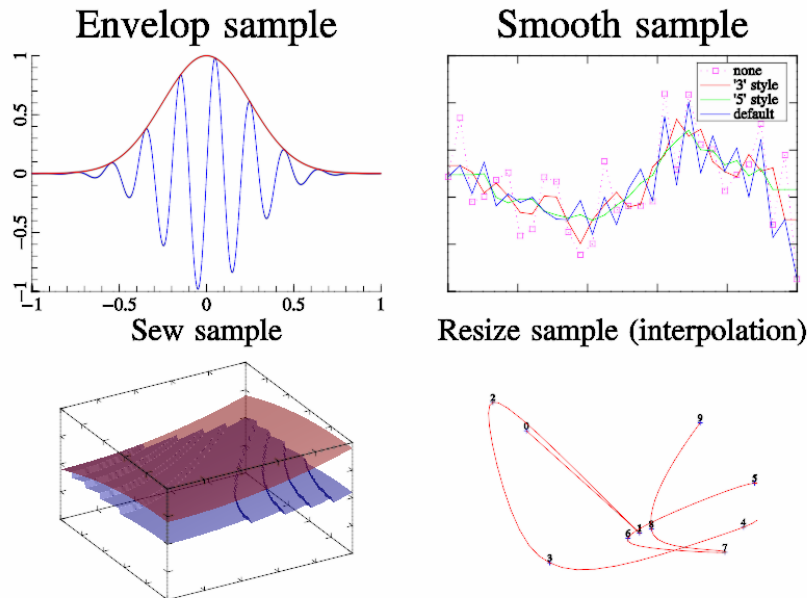 Envelop sample
1
0.5
0
−0.5
−1
−1
−0.5
0
0.5
1
Smooth sample
none
'3' style
'5' style
default
Sew sample
Resize sample (interpolation)
2
0
9
5
4
1
8
6
7
3